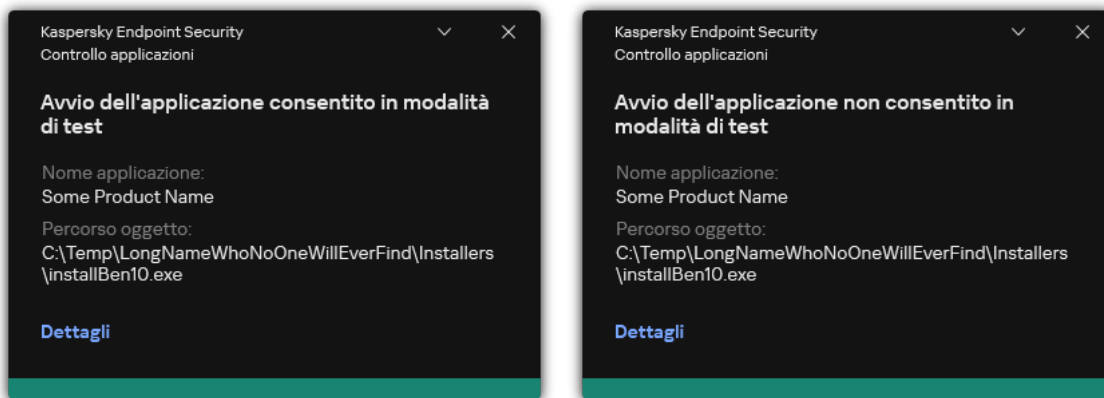 Kaspersky Endpoint Security
Controllo applicazioni
Avvio dell'applicazione consentito in modalità
di test
Nome applicazione:
Some Product Name
Percorso oggetto:
C:\Temp\LongNameWhoNoOneWillEverFind\Installers
\installBen10.exe
Dettagli
Kaspersky Endpoint Security
Controllo applicazioni
Avvio dell'applicazione non consentito in
modalità di test
Nome applicazione:
Some Product Name
Percorso oggetto:
C:\Temp\LongNameWhoNoOneWillEverFind\Installers
\installBen10.exe
Dettagli